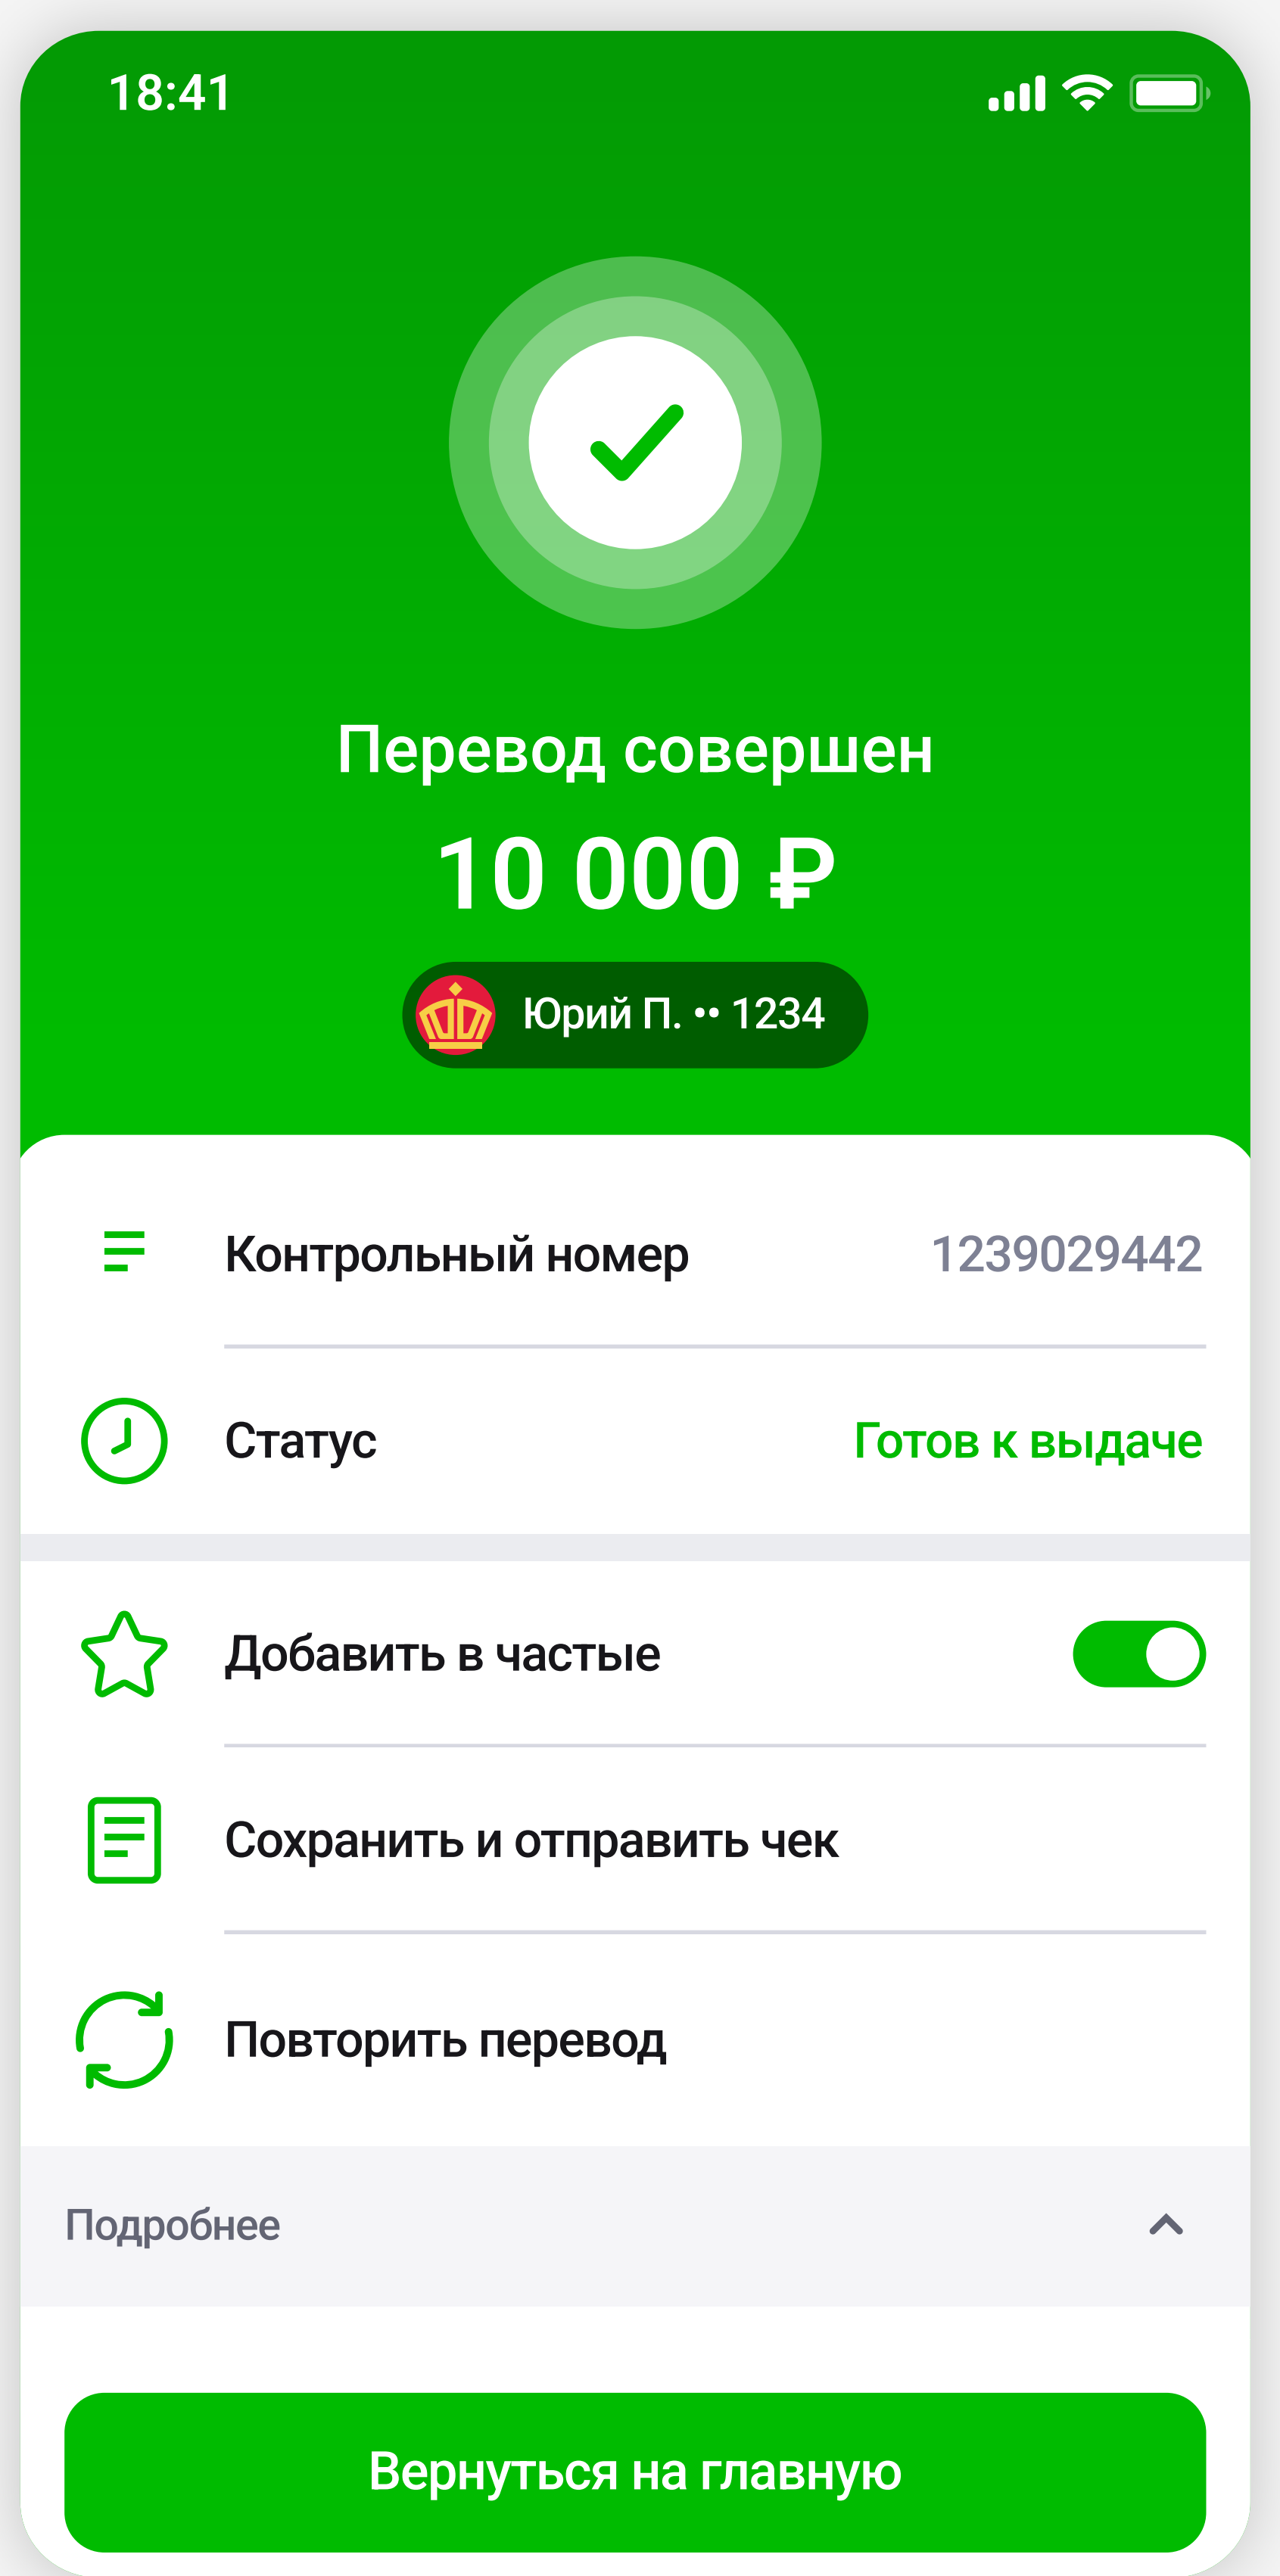 18:41
Перевод совершен
10 000 ₽
Юрий П. •• 1234
Контрольный номер 1239029442
Статус Готов к выдаче
Добавить в частые
Сохранить и отправить чек
Повторить перевод
Подробнее
Вернуться на главную